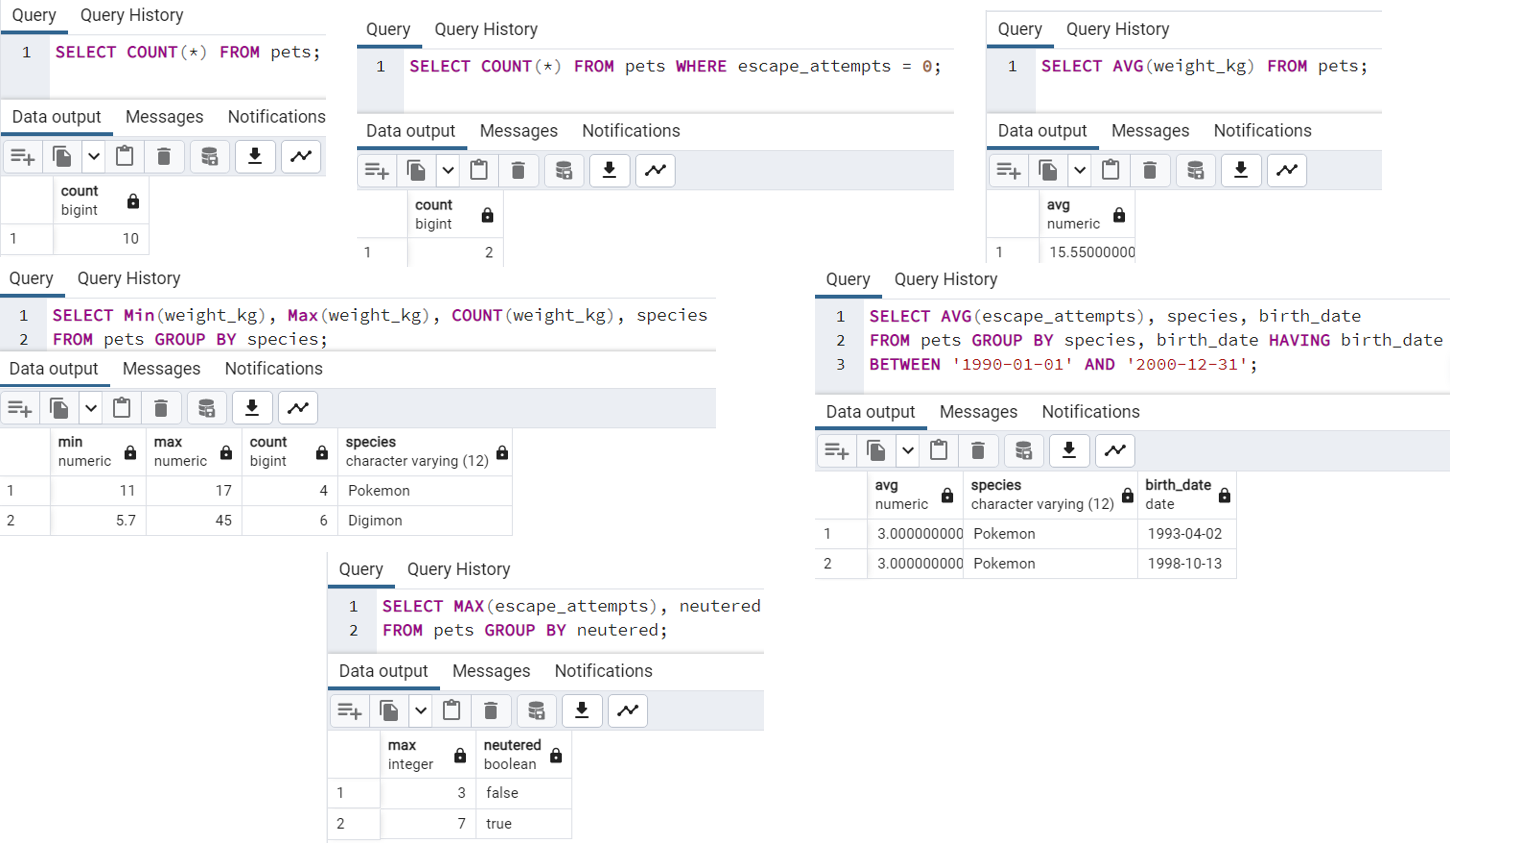 Query Query History
1 SELECT COUNT(*) FROM pets;
Data output Messages Notifications
count
bigint
1 10
Query Query History
1 SELECT COUNT(*) FROM pets WHERE escape_attempts = 0;
Data output Messages Notifications
count
bigint
1 2
Query Query History
1 SELECT AVG(weight_kg) FROM pets;
Data output Messages Notifications
avg
numeric
1 15.55000000
Query Query History
1 SELECT Min(weight_kg), Max(weight_kg), COUNT(weight_kg), species
2 FROM pets GROUP BY species;
Data output Messages Notifications
min max count species
numeric numeric bigint character varying (12)
1 11 17 4 Pokemon
2 5.7 45 6 Digimon
Query Query History
1 SELECT AVG(escape_attempts), species, birth_date
2 FROM pets GROUP BY species, birth_date HAVING birth_date
3 BETWEEN '1990-01-01' AND '2000-12-31';
Data output Messages Notifications
avg species birth_date
numeric character varying (12) date
1 3.000000000 Pokemon 1993-04-02
2 3.000000000 Pokemon 1998-10-13
Query Query History
1 SELECT MAX(escape_attempts), neutered
2 FROM pets GROUP BY neutered;
Data output Messages Notifications
max neutered
integer boolean
1 3 false
2 7 true